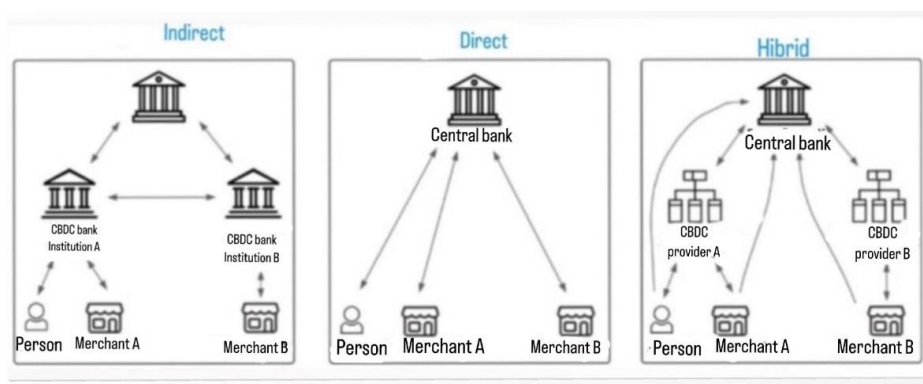 Indirect
Direct
Hibrid
Central bank
Central bank
CBDC bank
Institution A
CBDC bank
Institution B
CBDC
provider A
CBDC
provider B
Person
Merchant A
Merchant B
Person
Merchant A
Merchant B
Person
Merchant A
Merchant B